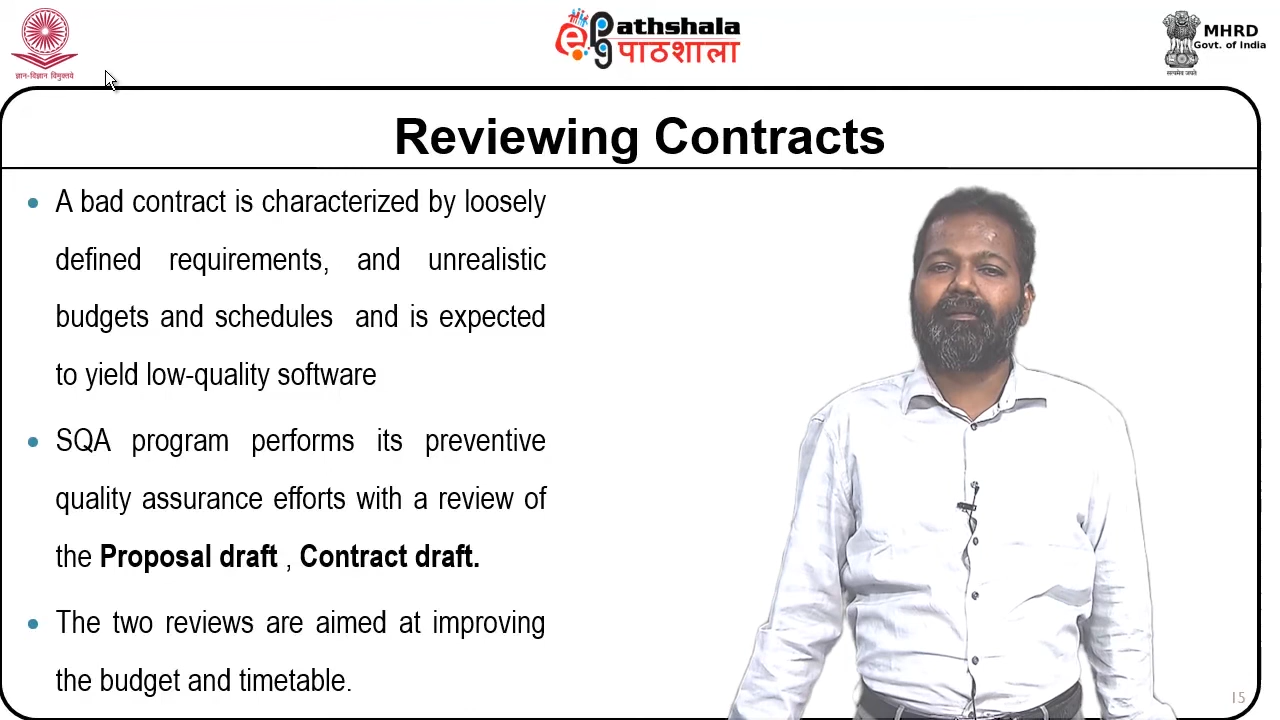 ज्ञान-विज्ञान विमुक्तये
ePathshala
पाठशाला
MHRD
Govt. of India
सत्यमेव जयते
Reviewing Contracts
• A bad contract is characterized by loosely
defined requirements, and unrealistic
budgets and schedules and is expected
to yield low-quality software
• SQA program performs its preventive
quality assurance efforts with a review of
the Proposal draft , Contract draft.
• The two reviews are aimed at improving
the budget and timetable.
15